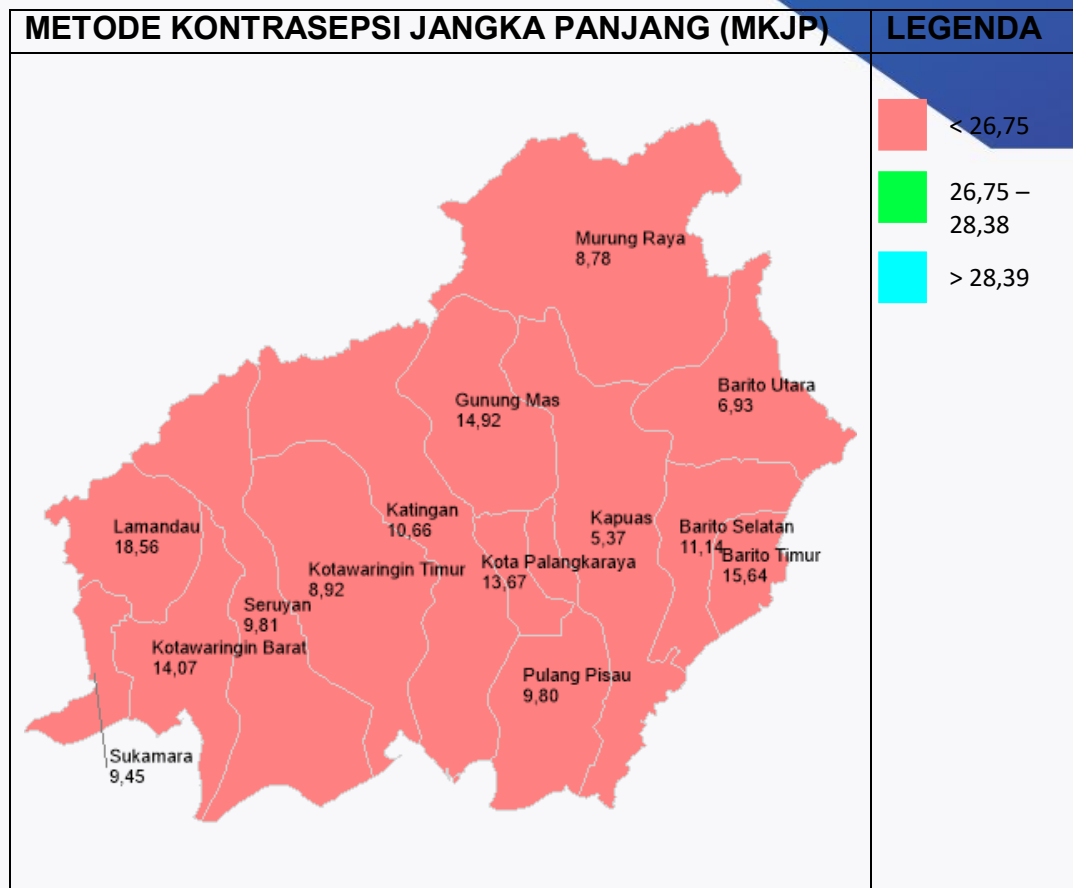 METODE KONTRASEPSI JANGKA PANJANG (MKJP)
LEGENDA
< 26,75
26,75 –
28,38
> 28,39
Murung Raya
8,78
Barito Utara
6,93
Gunung Mas
14,92
Katingan
10,66
Kapuas
5,37
Barito Selatan
11,14
Barito Timur
15,64
Lamandau
18,56
Kotawaringin Timur
8,92
Kota Palangkaraya
13,67
Seruyan
9,81
Kotawaringin Barat
14,07
Pulang Pisau
9,80
Sukamara
9,45